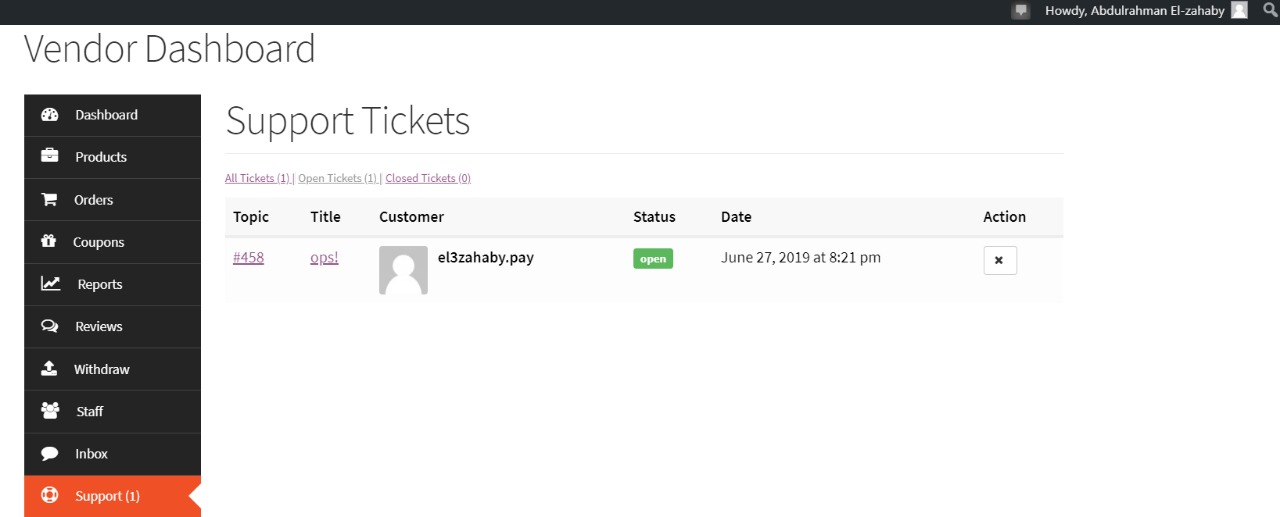 Howdy, Abdulrahman El-zahaby
Vendor Dashboard
Dashboard
Products
Orders
Coupons
Reports
Reviews
Withdraw
Staff
Inbox
Support (1)
Support Tickets
All Tickets (1) | Open Tickets (1) | Closed Tickets (0)
Topic Title Customer Status Date Action
#458 ops! el3zahaby.pay open June 27, 2019 at 8:21 pm